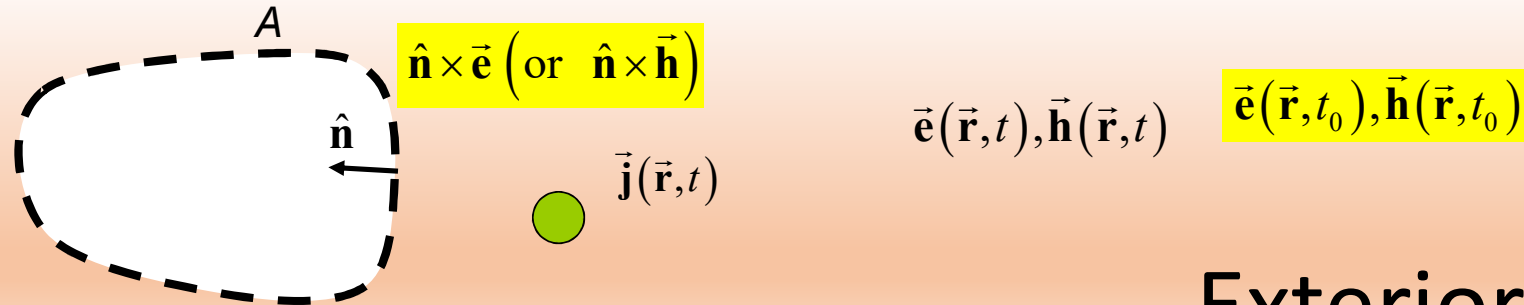 A
n̂ × e⃗ (or n̂ × h⃗)
e⃗(r⃗,t), h⃗(r⃗,t)
e⃗(r⃗,t₀), h⃗(r⃗,t₀)
n̂
j⃗(r⃗,t)
Exterior